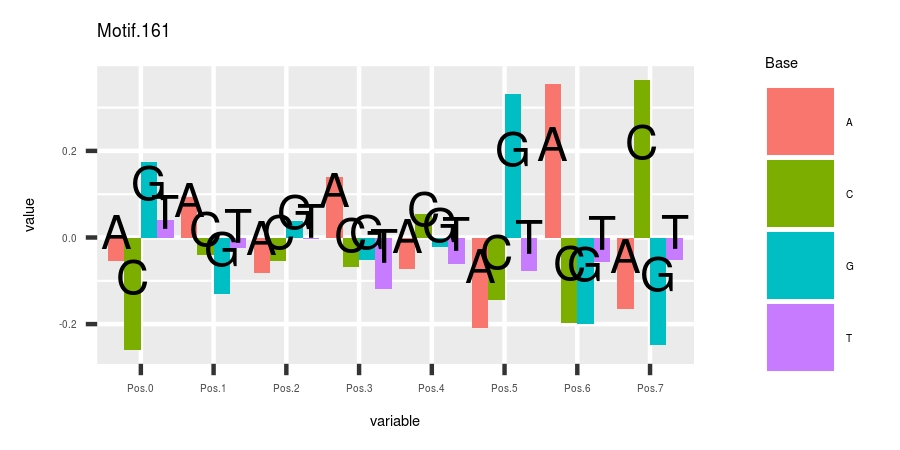 Motif.161
value
0.2
0.0
-0.2
A C G T A C G T A C G T A C G T A C G T A C G T A C G T A C G T
Pos.0 Pos.1 Pos.2 Pos.3 Pos.4 Pos.5 Pos.6 Pos.7
variable
Base
A
C
G
T